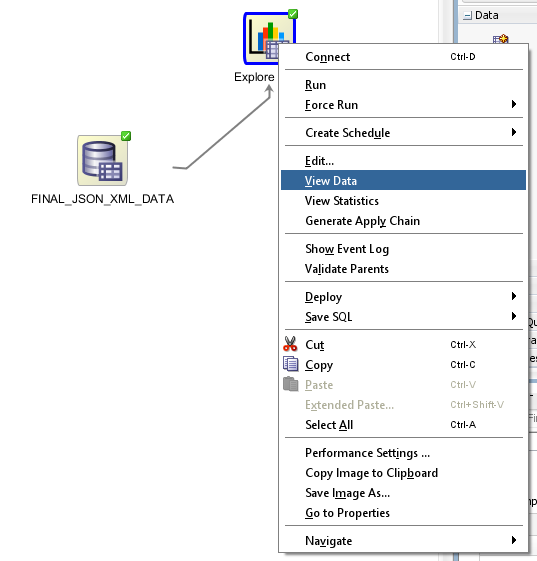 Data
Explore
FINAL_JSON_XML_DATA
Connect Ctrl-D
Run
Force Run
Create Schedule
Edit...
View Data
View Statistics
Generate Apply Chain
Show Event Log
Validate Parents
Deploy
Save SQL
Cut Ctrl-X
Copy Ctrl-C
Paste Ctrl-V
Extended Paste... Ctrl+Shift-V
Select All Ctrl-A
Performance Settings ...
Copy Image to Clipboard
Save Image As...
Go to Properties
Navigate